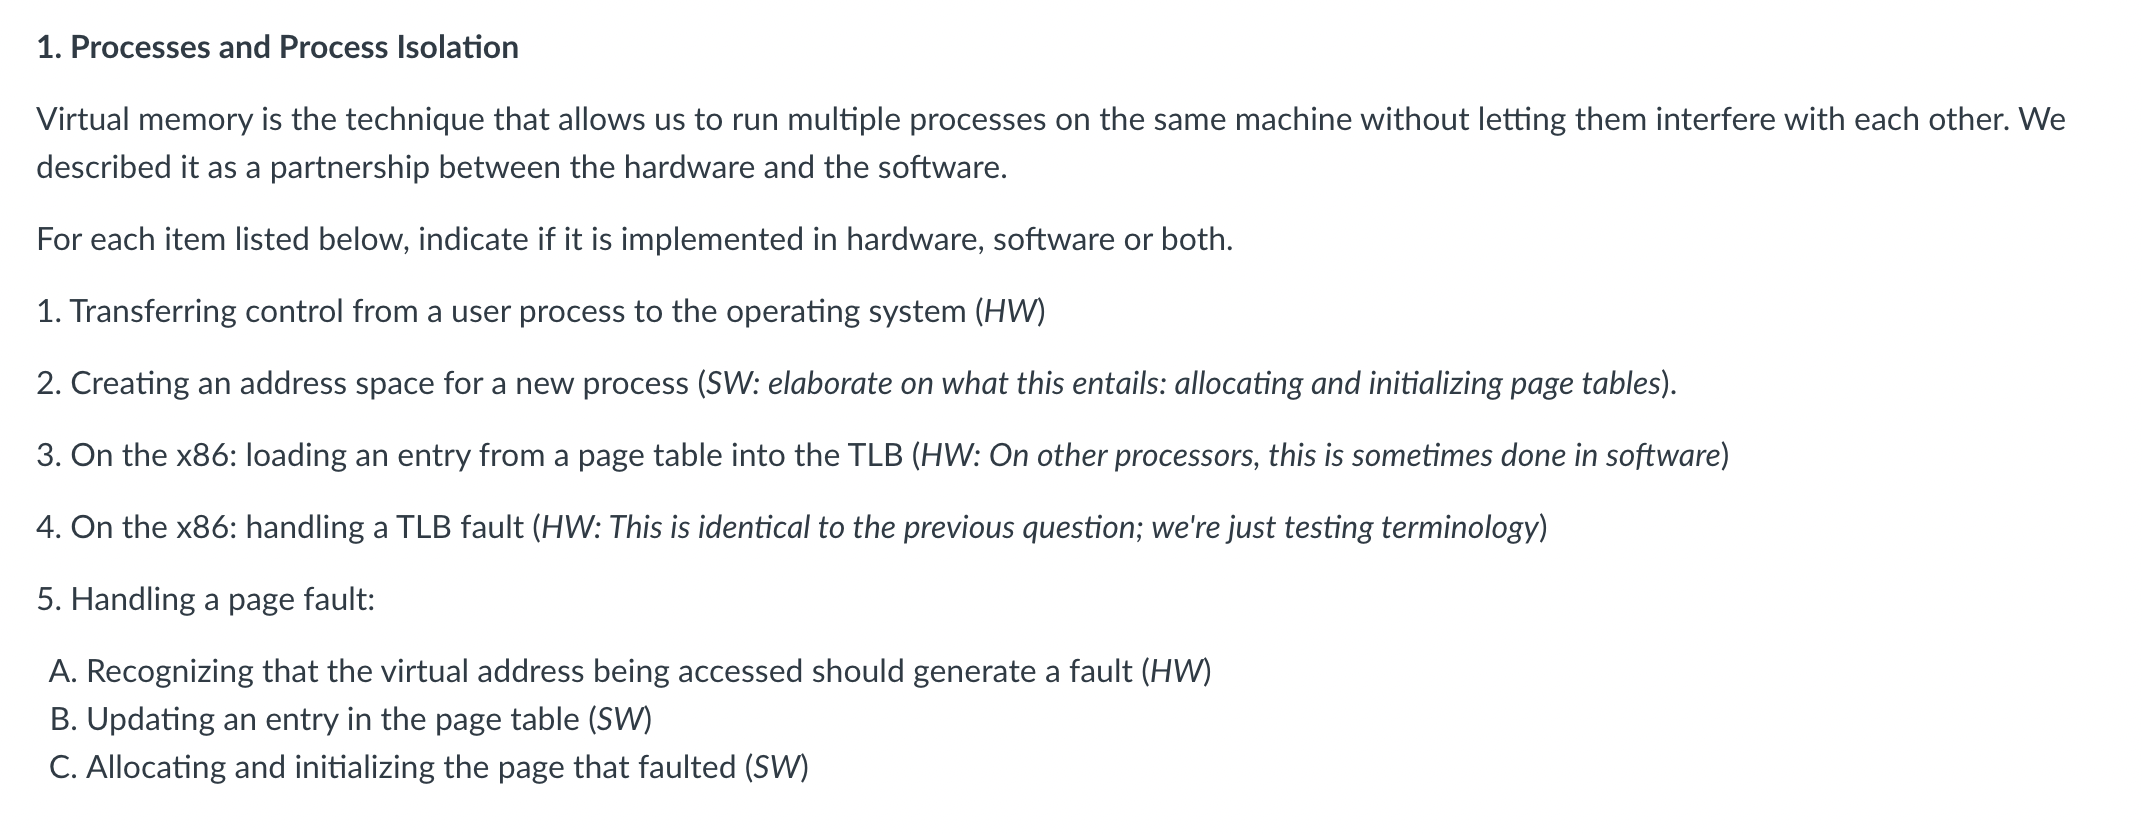 1. Processes and Process Isolation
Virtual memory is the technique that allows us to run multiple processes on the same machine without letting them interfere with each other. We
described it as a partnership between the hardware and the software.
For each item listed below, indicate if it is implemented in hardware, software or both.
1. Transferring control from a user process to the operating system (HW)
2. Creating an address space for a new process (SW: elaborate on what this entails: allocating and initializing page tables).
3. On the x86: loading an entry from a page table into the TLB (HW: On other processors, this is sometimes done in software)
4. On the x86: handling a TLB fault (HW: This is identical to the previous question; we're just testing terminology)
5. Handling a page fault:
A. Recognizing that the virtual address being accessed should generate a fault (HW)
B. Updating an entry in the page table (SW)
C. Allocating and initializing the page that faulted (SW)